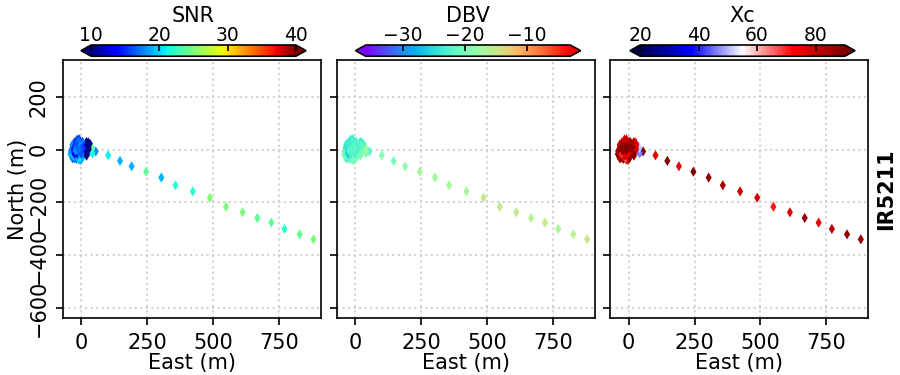 SNR
DBV
Xc
10 20 30 40
−30 −20 −10
20 40 60 80
North (m)
200
0
−200
−400
−600
0 250 500 750
0 250 500 750
0 250 500 750
East (m)
East (m)
East (m)
IR5211